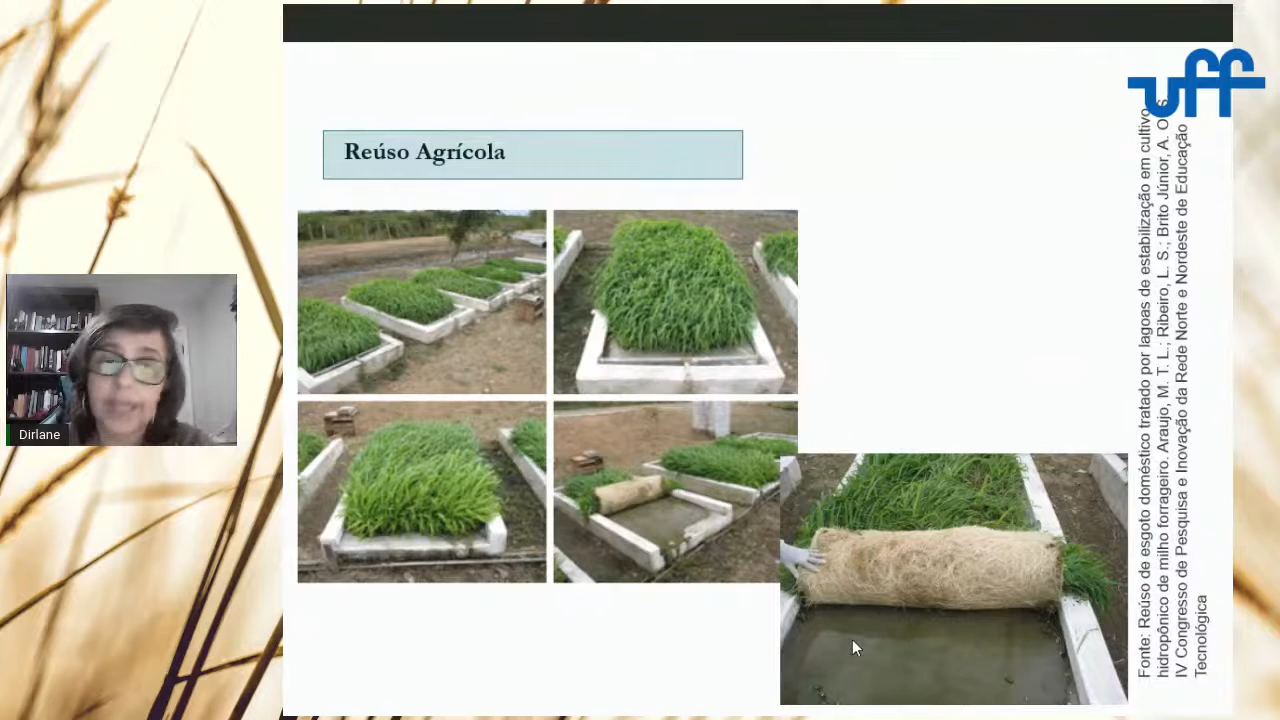 Reúso Agrícola
uff
Dirlane
Fonte: Reúso de esgoto doméstico tratado por lagoas de estabilização em cultivo
hidropônico de milho forrageiro. Araujo, M. T. L.; Ribeiro, L. S.; Brito Júnior, A. O.
IV Congresso de Pesquisa e Inovação da Rede Norte e Nordeste de Educação
Tecnológica